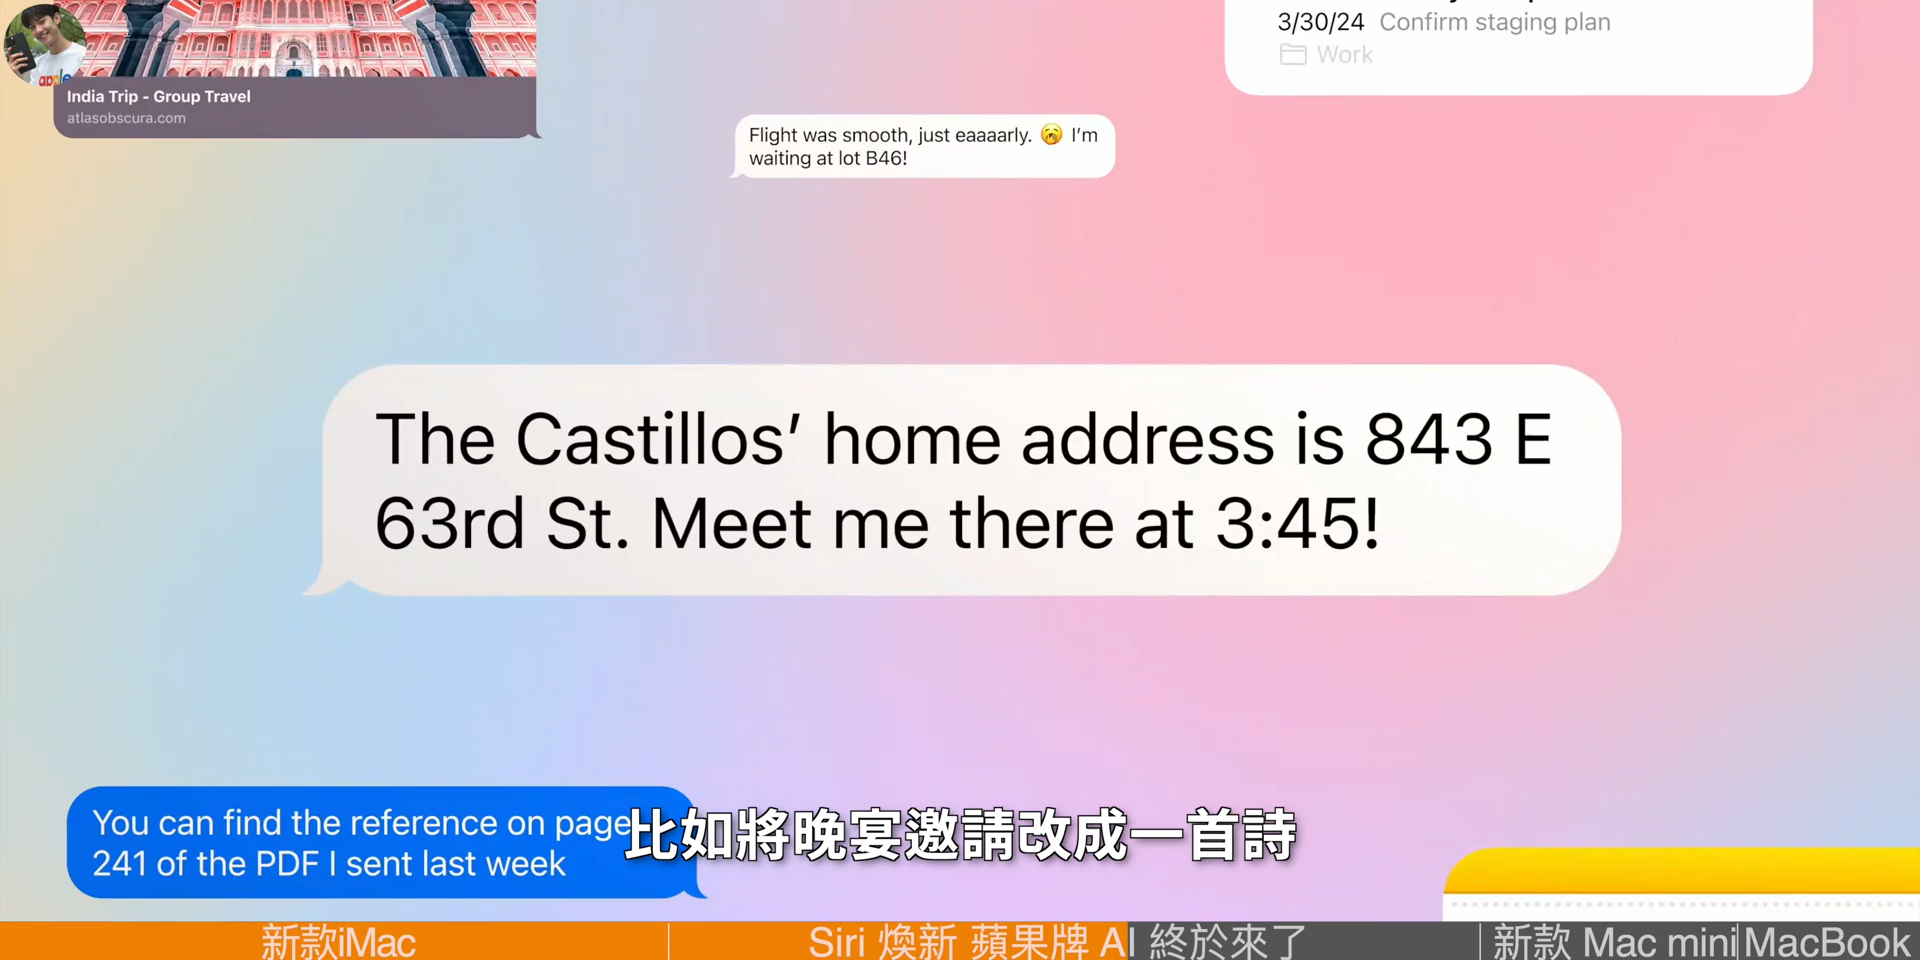 3/30/24 Confirm staging plan
Work
apple
India Trip - Group Travel
atlasobscura.com
Flight was smooth, just eaaaarly. 🥱 I’m
waiting at lot B46!
The Castillos’ home address is 843 E
63rd St. Meet me there at 3:45!
You can find the reference on page
241 of the PDF I sent last week
比如將晚宴邀請改成一首詩
新款iMac
Siri 煥新 蘋果牌 AI 終於來了
新款 Mac mini
MacBook